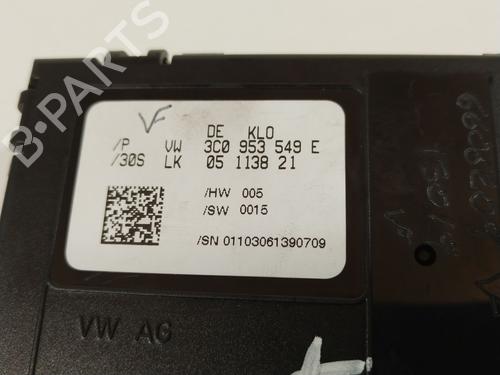 B-PARTS
VF
DE KLO
/P VW 3C0 953 549 E
/30S LK 05 1138 21
/HW 005
/SW 0015
/SN 01103061390709
VW AG